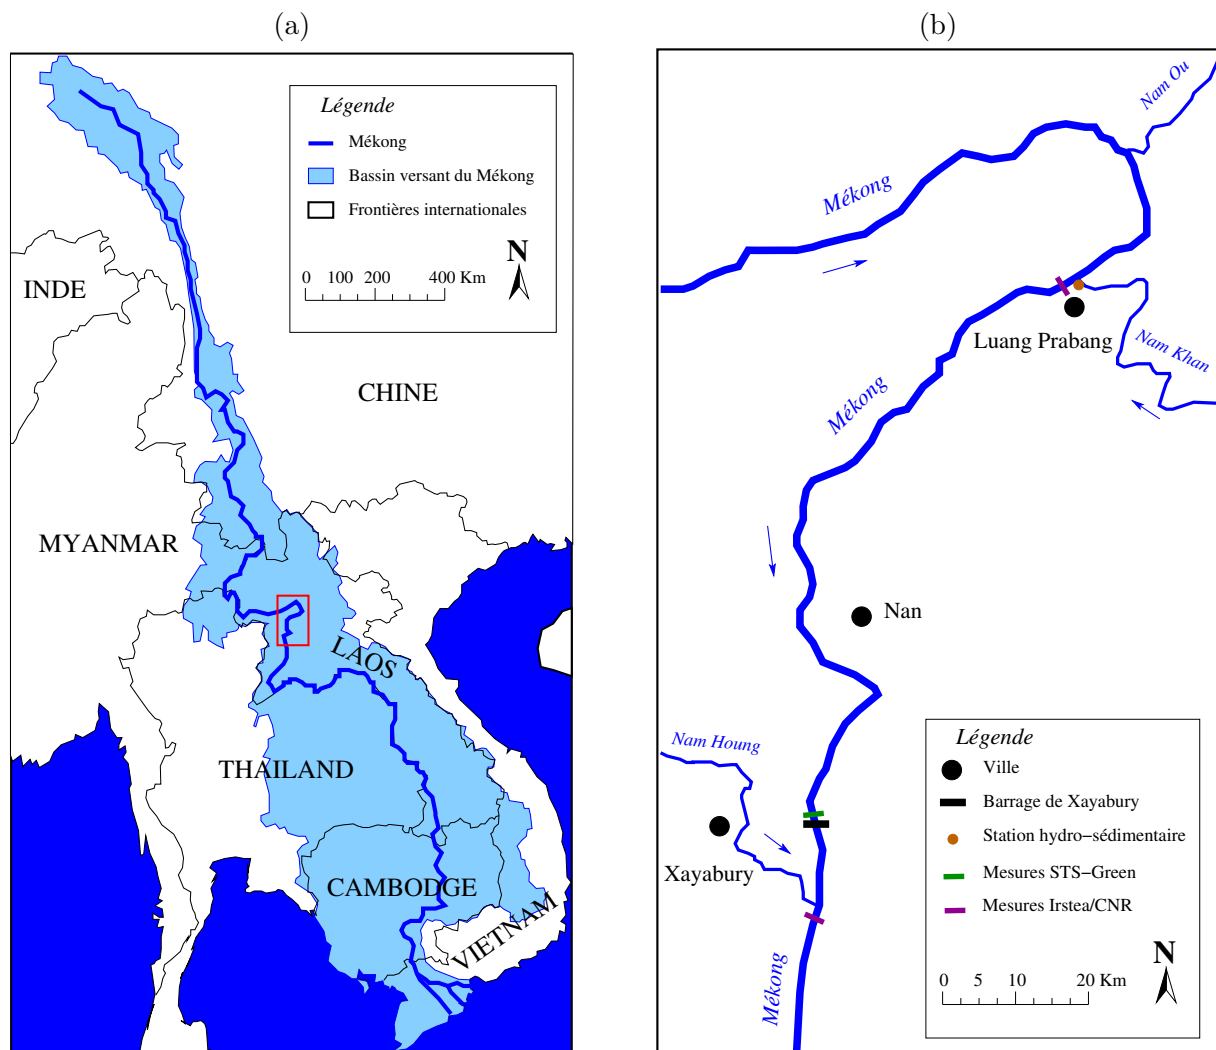 (a)
Légende
Mékong
Bassin versant du Mékong
Frontières internationales
N
0 100 200 400 Km
INDE
CHINE
MYANMAR
LAOS
THAILAND
CAMBODGE
VIETNAM
(b)
Nam Ou
Mékong
Luang Prabang
Nam Khan
Mékong
Nan
Nam Houng
Xayabury
Mékong
Légende
Ville
Barrage de Xayabury
Station hydro−sédimentaire
Mesures STS−Green
Mesures Irstea/CNR
N
0 5 10 20 Km